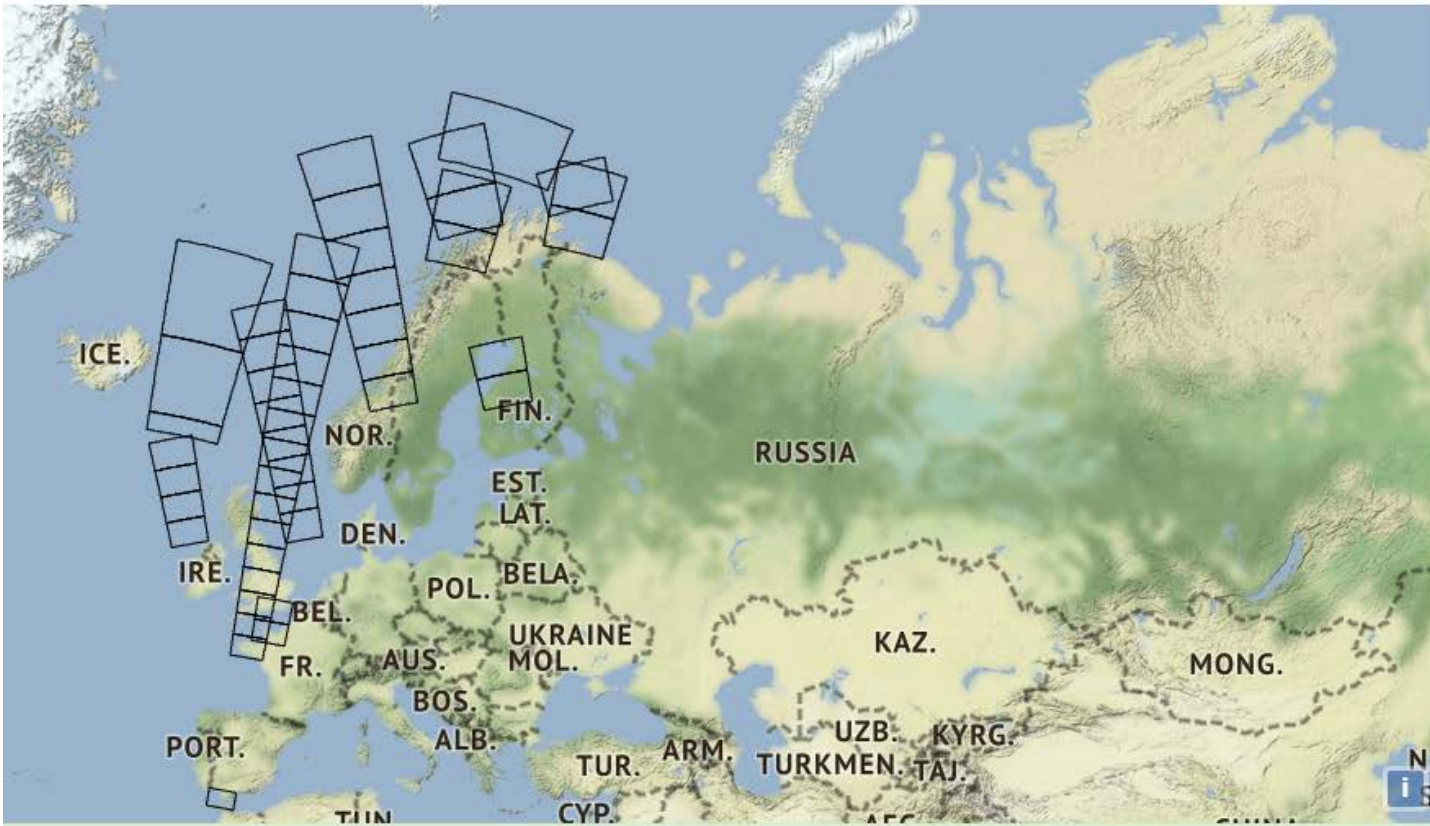 ICE.
NOR.
FIN.
RUSSIA
EST.
LAT.
DEN.
IRE.
POL.
BELA.
BEL.
UKRAINE
MOL.
FR.
AUS.
KAZ.
MONG.
BOS.
PORT.
ALB.
TUR.
ARM.
UZB.
KYRG.
TURKMEN.
TAJ.
CYP.
N
i